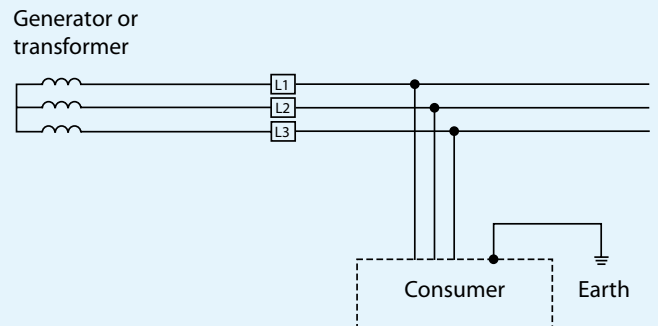 Generator or
transformer
L1
L2
L3
Consumer
Earth